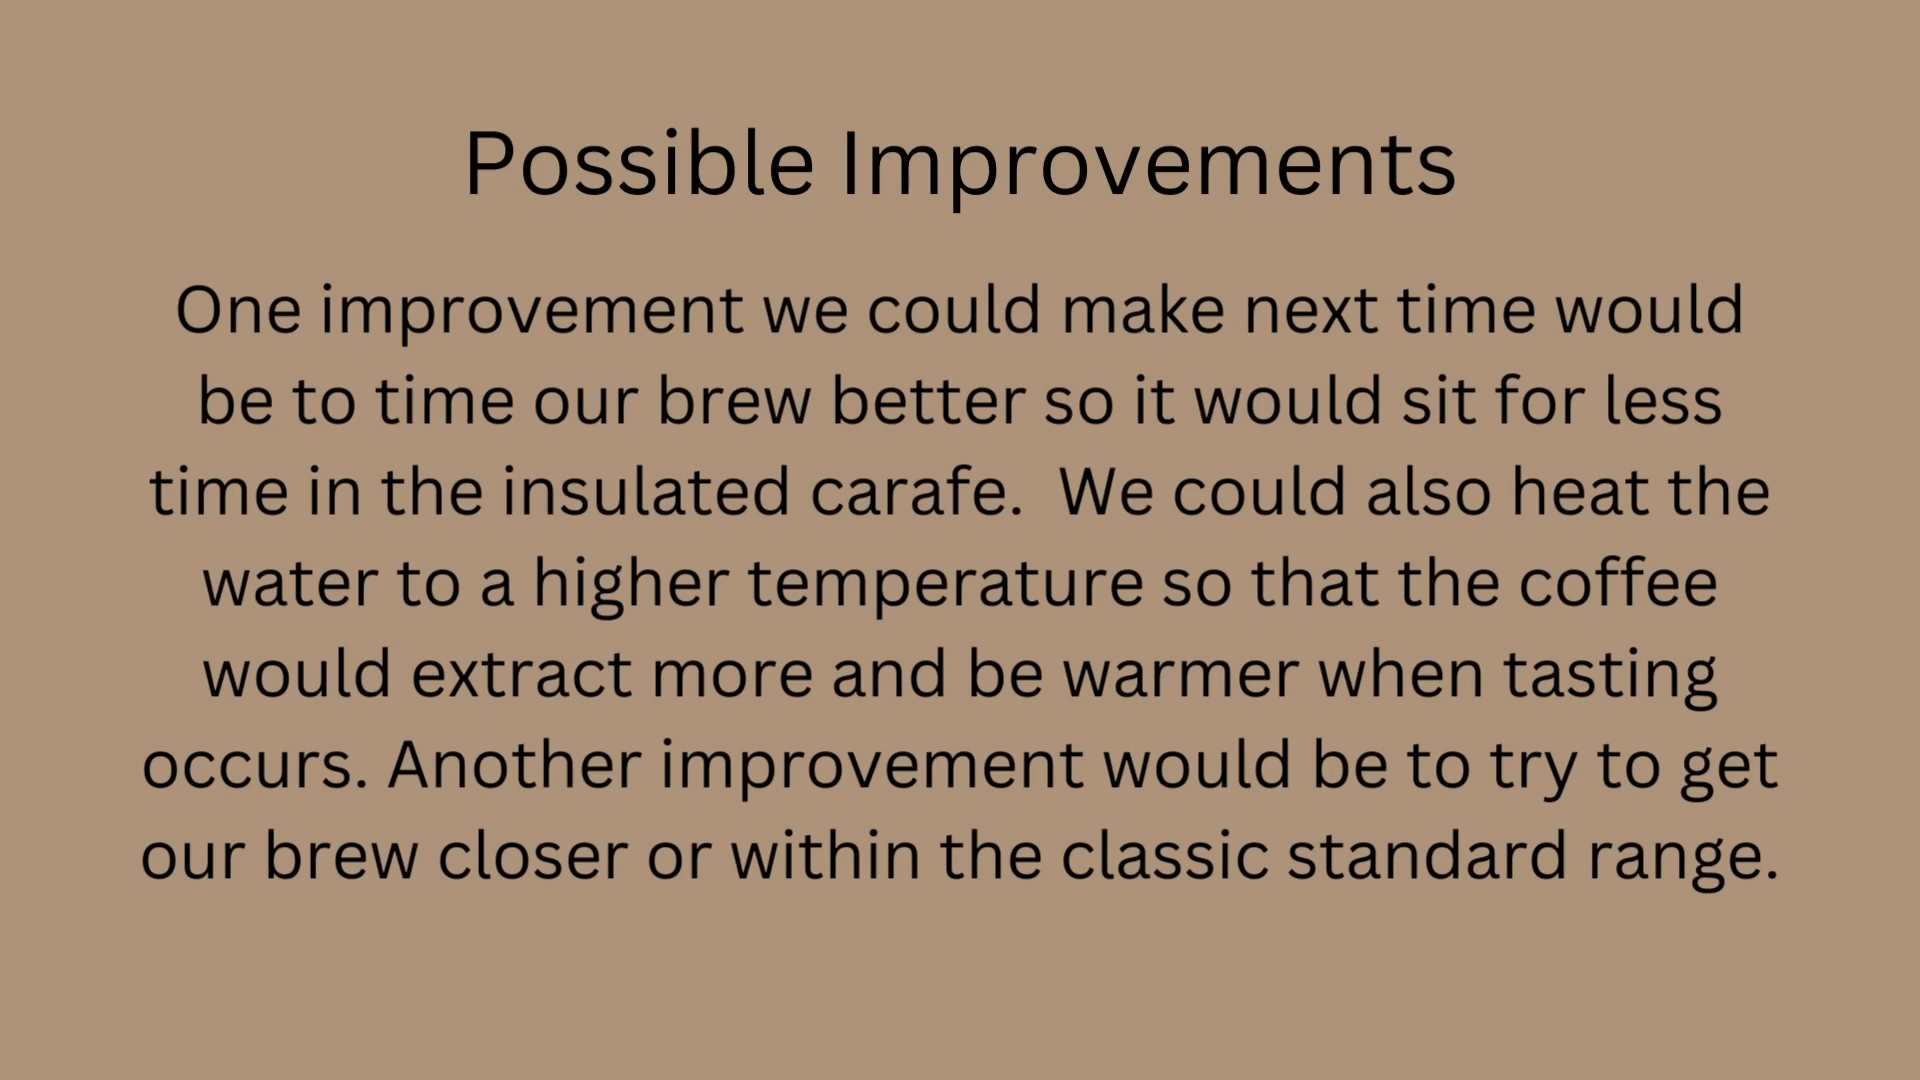 Possible Improvements
One improvement we could make next time would
be to time our brew better so it would sit for less
time in the insulated carafe.  We could also heat the
water to a higher temperature so that the coffee
would extract more and be warmer when tasting
occurs. Another improvement would be to try to get
our brew closer or within the classic standard range.